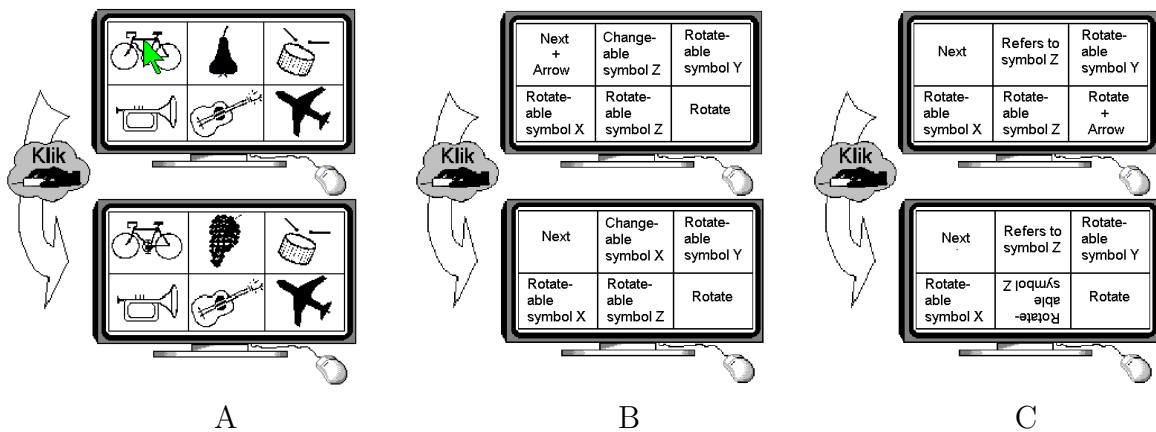 Klik
Next
+
Arrow
Change-
able
symbol Z
Rotate-
able
symbol Y
Rotate-
able
symbol X
Rotate-
able
symbol Z
Rotate
Klik
Next
Change-
able
symbol X
Rotate-
able
symbol Y
Rotate-
able
symbol X
Rotate-
able
symbol Z
Rotate
Next
Refers to
symbol Z
Rotate-
able
symbol Y
Rotate-
able
symbol X
Rotate-
able
symbol Z
Rotate
+
Arrow
Klik
Next
Refers to
symbol Z
Rotate-
able
symbol Y
Rotate-
able
symbol X
Rotate-
able
symbol Z
Rotate
A
B
C